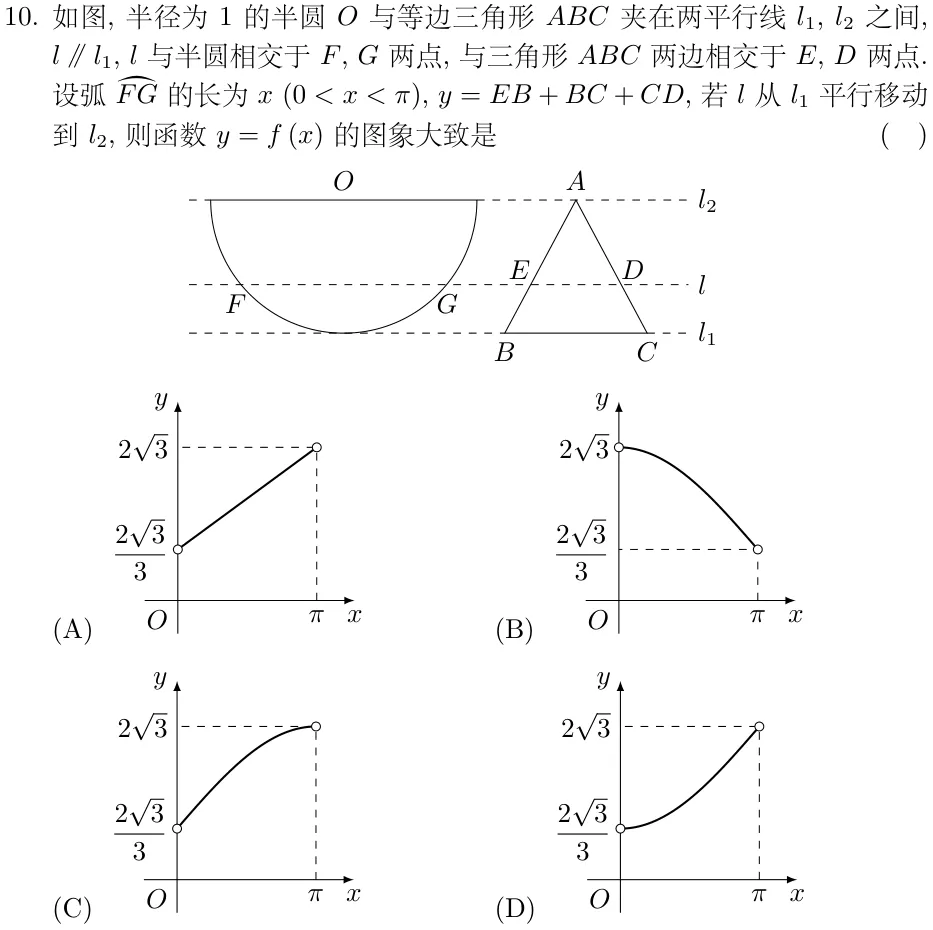 10. 如图, 半径为 1 的半圆 O 与等边三角形 ABC 夹在两平行线 l₁, l₂ 之间,
l ∥ l₁, l 与半圆相交于 F, G 两点, 与三角形 ABC 两边相交于 E, D 两点.
设弧 F͡G 的长为 x (0 < x < π), y = EB + BC + CD, 若 l 从 l₁ 平行移动
到 l₂, 则函数 y = f (x) 的图象大致是 ( )
O A l₂
E D l
F G
l₁
B C
y y
2√3 2√3
2√3/3 2√3/3
O π x O π x
(A) (B)
y y
2√3 2√3
2√3/3 2√3/3
O π x O π x
(C) (D)